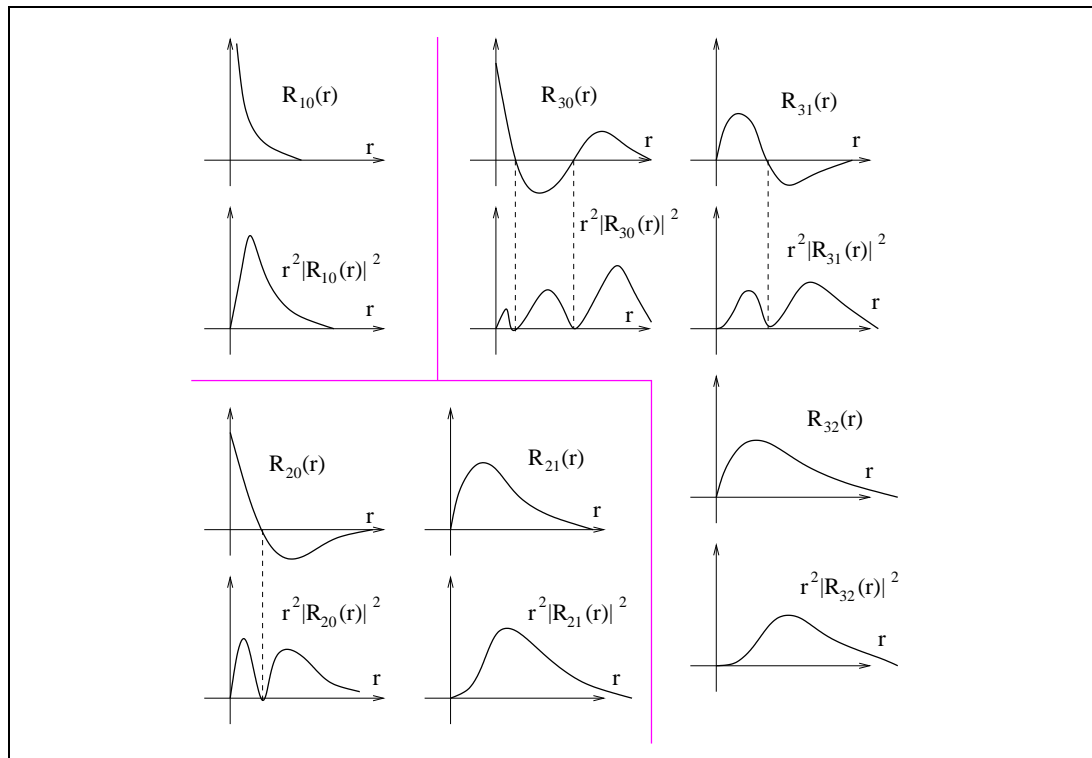 R₁₀(r)
r
r²|R₁₀(r)|²
r
R₃₀(r)
r
r²|R₃₀(r)|²
r
R₃₁(r)
r
r²|R₃₁(r)|²
r
R₂₀(r)
r
r²|R₂₀(r)|²
r
R₂₁(r)
r
r²|R₂₁(r)|²
r
R₃₂(r)
r
r²|R₃₂(r)|²
r